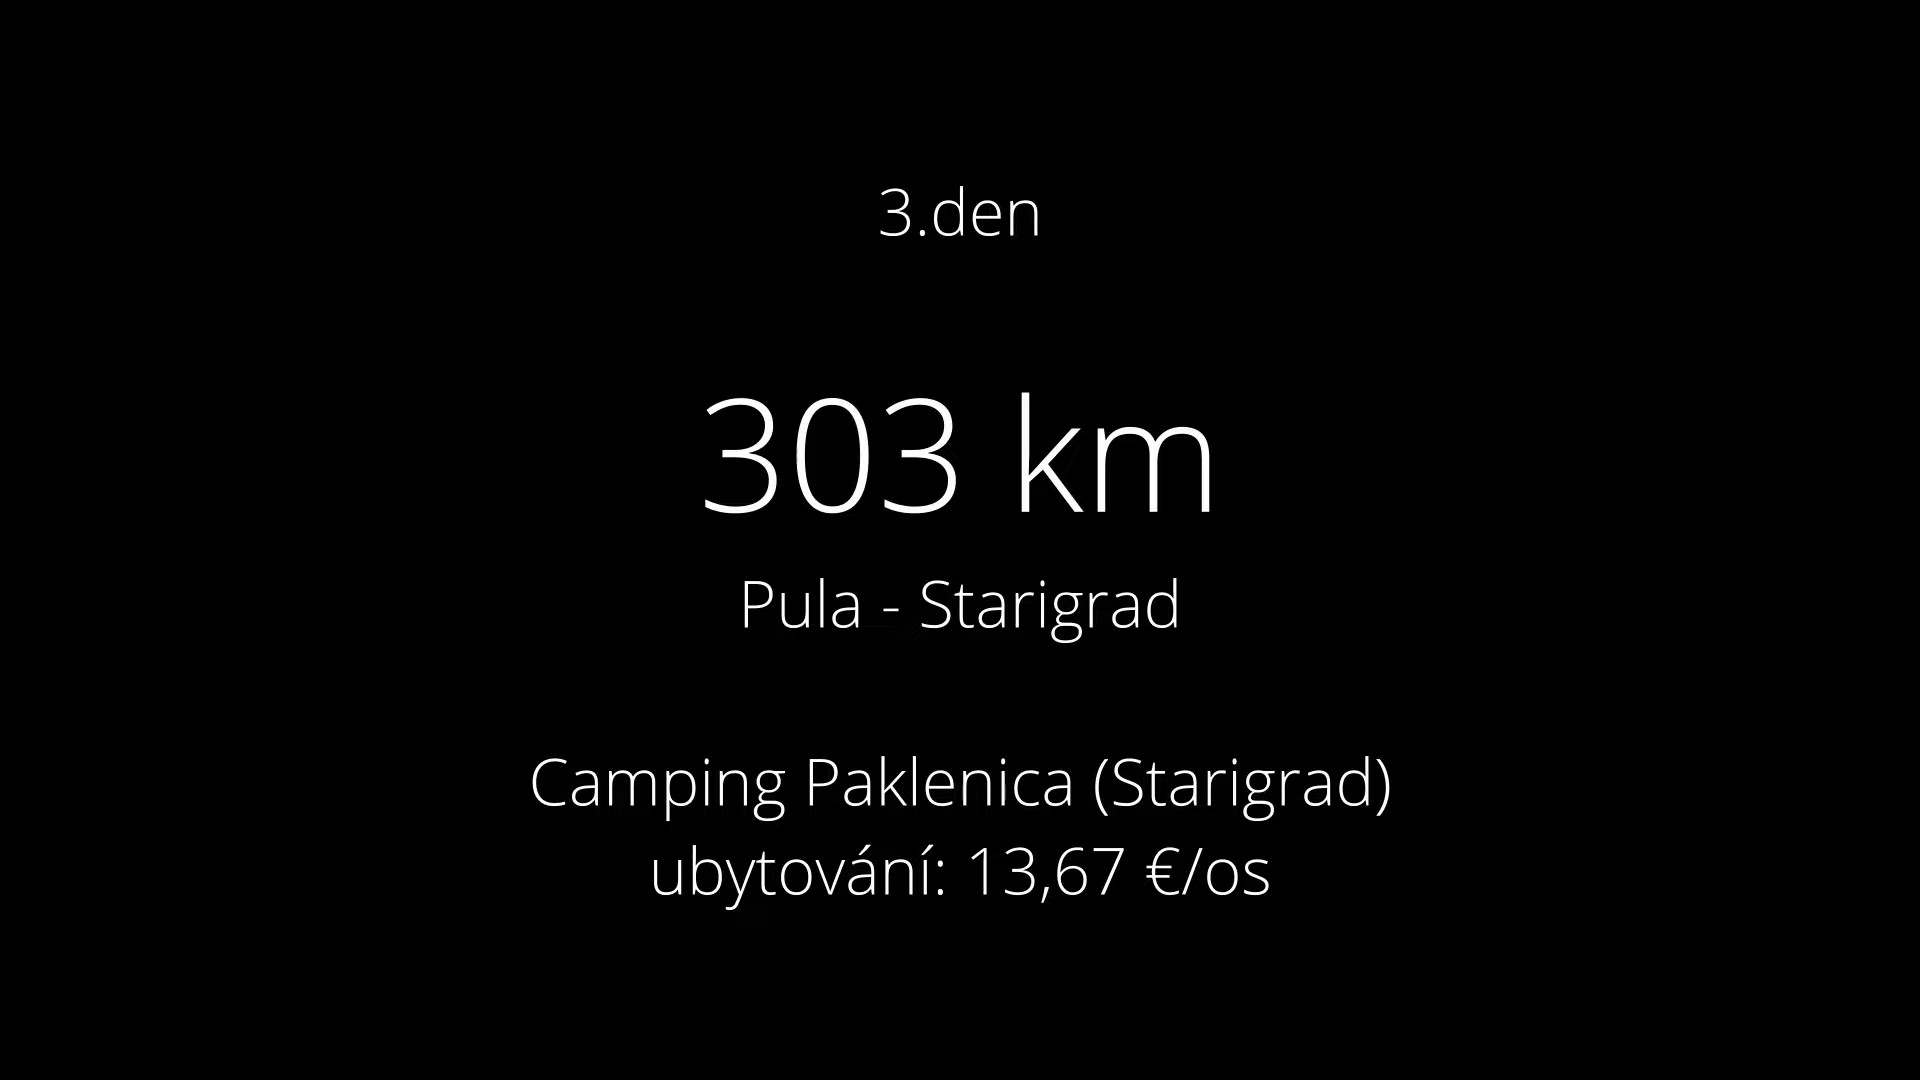 3.den
303 km
Pula - Starigrad
Camping Paklenica (Starigrad)
ubytování: 13,67 €/os